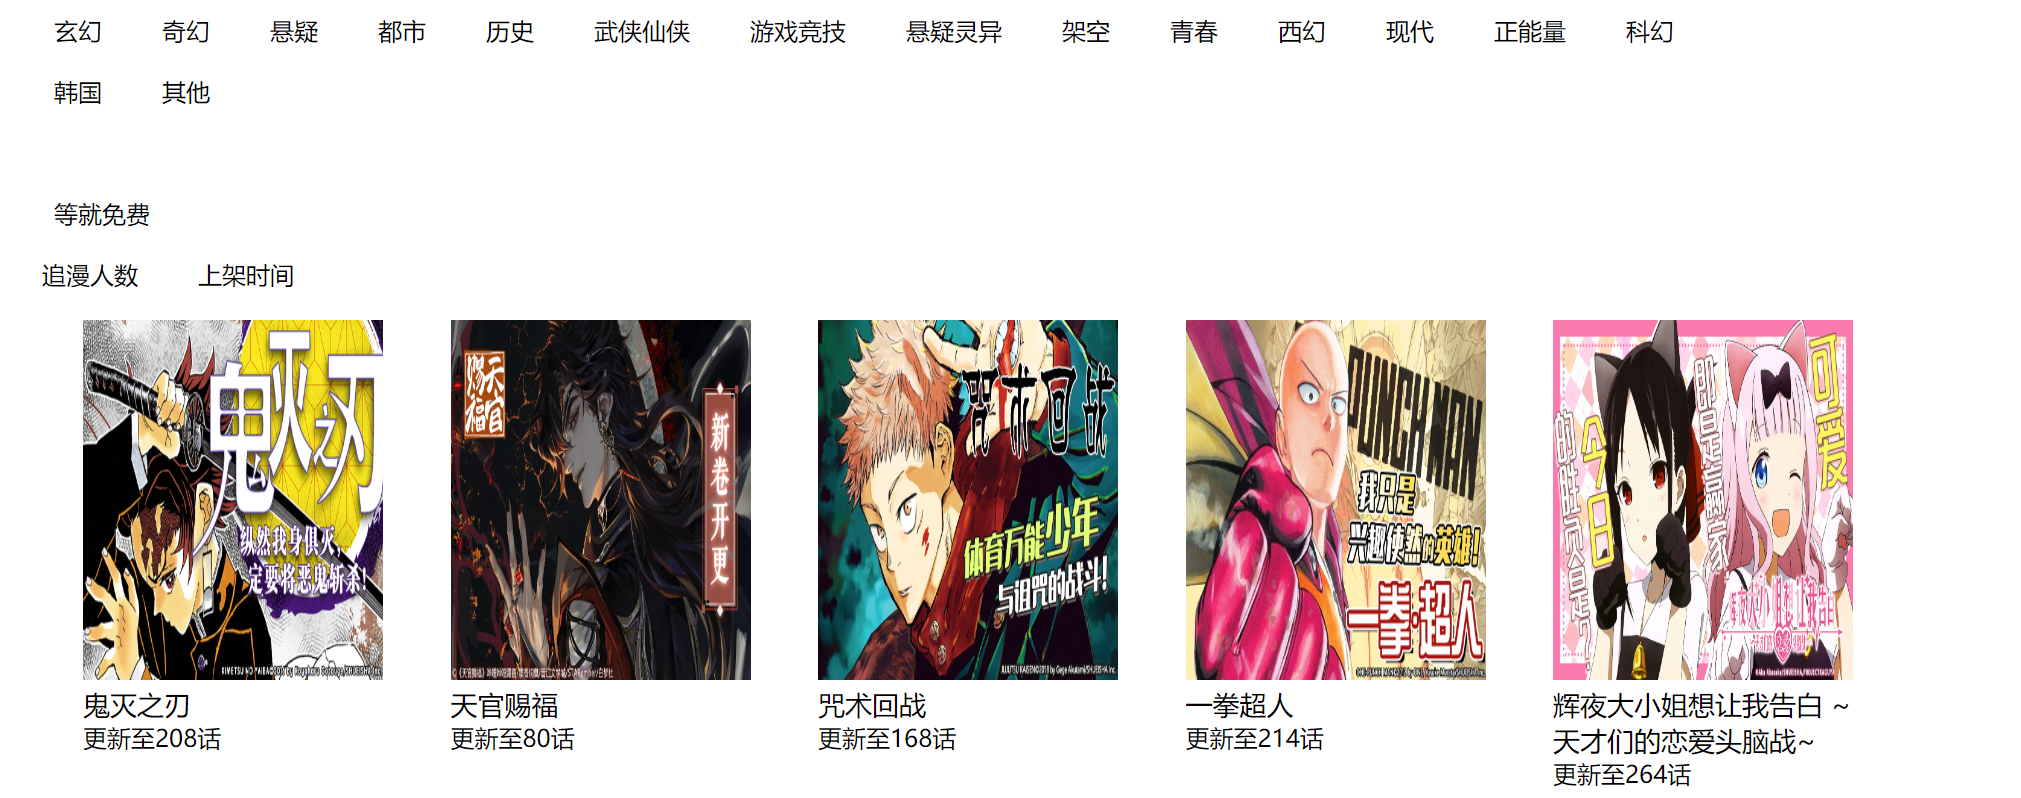 玄幻 奇幻 悬疑 都市 历史 武侠仙侠 游戏竞技 悬疑灵异 架空 青春 西幻 现代 正能量 科幻
韩国 其他
等就免费
追漫人数 上架时间
鬼灭之刃
纵然我身俱灭,
定要将恶鬼斩杀!
天官
赐福
新卷开更
咒术回战
体育万能少年
与诅咒的战斗!
PUNCH-MAN
我只是
兴趣使然的英雄!
一拳超人
可爱
即是赢家
今日
的胜负是
鬼灭之刃
更新至208话
天官赐福
更新至80话
咒术回战
更新至168话
一拳超人
更新至214话
辉夜大小姐想让我告白 ~
天才们的恋爱头脑战~
更新至264话